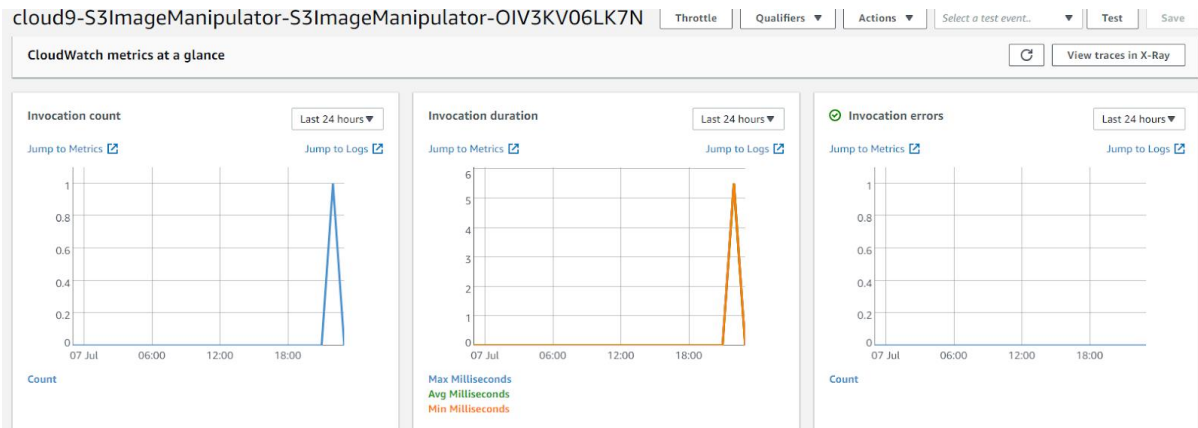 cloud9-S3ImageManipulator-S3ImageManipulator-OIV3KV06LK7N Throttle Qualifiers Actions Select a test event.. Test Save
CloudWatch metrics at a glance View traces in X-Ray
Invocation count Last 24 hours
Jump to Metrics Jump to Logs
1
0.8
0.6
0.4
0.2
0
07 Jul 06:00 12:00 18:00
Count
Invocation duration Last 24 hours
Jump to Metrics Jump to Logs
6
5
4
3
2
1
0
07 Jul 06:00 12:00 18:00
Max Milliseconds
Avg Milliseconds
Min Milliseconds
Invocation errors Last 24 hours
Jump to Metrics Jump to Logs
1
0.8
0.6
0.4
0.2
0
07 Jul 06:00 12:00 18:00
Count